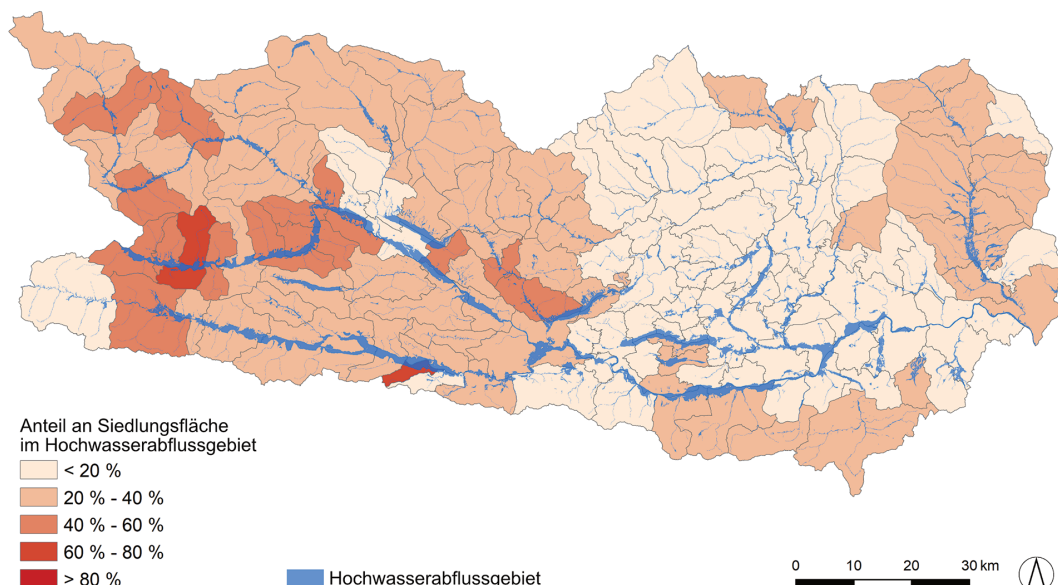 Anteil an Siedlungsfläche
im Hochwasserabflussgebiet
< 20 %
20 % - 40 %
40 % - 60 %
60 % - 80 %
> 80 %
Hochwasserabflussgebiet
0 10 20 30 km